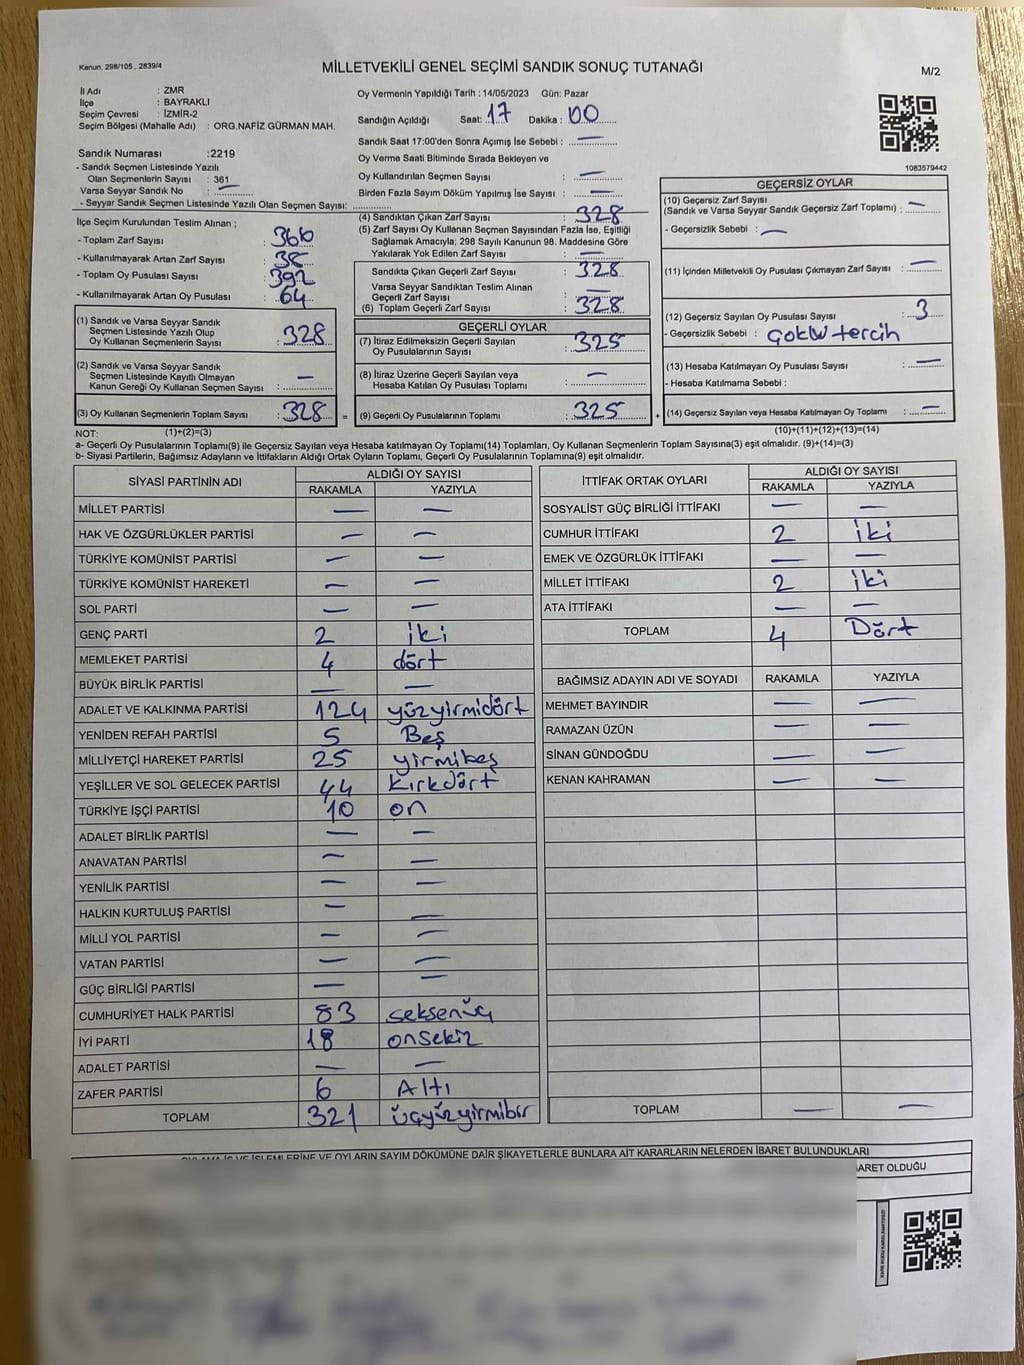 Kanun: 298/105 , 2839/4
MİLLETVEKİLİ GENEL SEÇİMİ SANDIK SONUÇ TUTANAĞI
M/2
İl Adı : ZMR
İlçe : BAYRAKLI
Seçim Çevresi : İZMİR-2
Seçim Bölgesi (Mahalle Adı) : ORG.NAFİZ GÜRMAN MAH.
Oy Vermenin Yapıldığı Tarih : 14/05/2023 Gün: Pazar
Sandığın Açıldığı Saat: 17 Dakika : 00
Sandık Saat 17:00'den Sonra Açımış İse Sebebi : —
Oy Verme Saati Bitiminde Sırada Bekleyen ve
Oy Kullandırılan Seçmen Sayısı : —
Birden Fazla Sayım Döküm Yapılmış İse Sayısı : —
1083579442
Sandık Numarası :2219
- Sandık Seçmen Listesinde Yazılı
Olan Seçmenlerin Sayısı : 361
Varsa Seyyar Sandık No : —
- Seyyar Sandık Seçmen Listesinde Yazılı Olan Seçmen Sayısı:
İlçe Seçim Kurulundan Teslim Alınan ;
- Toplam Zarf Sayısı : 366
- Kullanılmayarak Artan Zarf Sayısı : 38
- Toplam Oy Pusulası Sayısı : 392
- Kullanılmayarak Artan Oy Pusulası : 64
(1) Sandık ve Varsa Seyyar Sandık
Seçmen Listesinde Yazılı Olup
Oy Kullanan Seçmenlerin Sayısı : 328
(2) Sandık ve Varsa Seyyar Sandık
Seçmen Listesinde Kayıtlı Olmayan
Kanun Gereği Oy Kullanan Seçmen Sayısı : —
(3) Oy Kullanan Seçmenlerin Toplam Sayısı : 328 =
(4) Sandıktan Çıkan Zarf Sayısı : 328
(5) Zarf Sayısı Oy Kullanan Seçmen Sayısından Fazla İse, Eşitliği
Sağlamak Amacıyla; 298 Sayılı Kanunun 98. Maddesine Göre
Yakılarak Yok Edilen Zarf Sayısı : —
Sandıkta Çıkan Geçerli Zarf Sayısı : 328
Varsa Seyyar Sandıktan Teslim Alınan
Geçerli Zarf Sayısı : —
(6) Toplam Geçerli Zarf Sayısı : 328
GEÇERLİ OYLAR
(7) İtiraz Edilmeksizin Geçerli Sayılan
Oy Pusulalarının Sayısı : 325
(8) İtiraz Üzerine Geçerli Sayılan veya
Hesaba Katılan Oy Pusulası Toplamı : —
(9) Geçerli Oy Pusulalarının Toplamı : 325 +
GEÇERSİZ OYLAR
(10) Geçersiz Zarf Sayısı
(Sandık ve Varsa Seyyar Sandık Geçersiz Zarf Toplamı) : —
- Geçersizlik Sebebi : —
(11) İçinden Milletvekili Oy Pusulası Çıkmayan Zarf Sayısı : —
(12) Geçersiz Sayılan Oy Pusulası Sayısı : 3
- Geçersizlik Sebebi : Çoklu tercih
(13) Hesaba Katılmayan Oy Pusulası Sayısı : —
- Hesaba Katılmama Sebebi :
(14) Geçersiz Sayılan veya Hesaba Katılmayan Oy Toplamı : —
NOT: (1)+(2)=(3)
(10)+(11)+(12)+(13)=(14)
a- Geçerli Oy Pusulalarının Toplamı(9) ile Geçersiz Sayılan veya Hesaba katılmayan Oy Toplamı(14) Toplamları, Oy Kullanan Seçmenlerin Toplam Sayısına(3) eşit olmalıdır. (9)+(14)=(3)
b- Siyasi Partilerin, Bağımsız Adayların ve İttifakların Aldığı Ortak Oyların Toplamı, Geçerli Oy Pusulalarının Toplamına(9) eşit olmalıdır.
SİYASİ PARTİNİN ADI ALDIĞI OY SAYISI
RAKAMLA YAZIYLA
MİLLET PARTİSİ — —
HAK VE ÖZGÜRLÜKLER PARTİSİ — —
TÜRKİYE KOMÜNİST PARTİSİ — —
TÜRKİYE KOMÜNİST HAREKETİ — —
SOL PARTİ — —
GENÇ PARTİ 2 iki
MEMLEKET PARTİSİ 4 dört
BÜYÜK BİRLİK PARTİSİ — —
ADALET VE KALKINMA PARTİSİ 124 yüzyirmidört
YENİDEN REFAH PARTİSİ 5 Beş
MİLLİYETÇİ HAREKET PARTİSİ 25 yirmibeş
YEŞİLLER VE SOL GELECEK PARTİSİ 44 Kırkdört
TÜRKİYE İŞÇİ PARTİSİ 10 on
ADALET BİRLİK PARTİSİ — —
ANAVATAN PARTİSİ — —
YENİLİK PARTİSİ — —
HALKIN KURTULUŞ PARTİSİ — —
MİLLİ YOL PARTİSİ — —
VATAN PARTİSİ — —
GÜÇ BİRLİĞİ PARTİSİ — —
CUMHURİYET HALK PARTİSİ 83 seksenüç
İYİ PARTİ 18 onsekiz
ADALET PARTİSİ — —
ZAFER PARTİSİ 6 Altı
TOPLAM 321 üçyüzyirmibir
İTTİFAK ORTAK OYLARI ALDIĞI OY SAYISI
RAKAMLA YAZIYLA
SOSYALİST GÜÇ BİRLİĞİ İTTİFAKI — —
CUMHUR İTTİFAKI 2 iki
EMEK VE ÖZGÜRLÜK İTTİFAKI — —
MİLLET İTTİFAKI 2 iki
ATA İTTİFAKI — —
TOPLAM 4 Dört
BAĞIMSIZ ADAYIN ADI VE SOYADI RAKAMLA YAZIYLA
MEHMET BAYINDIR — —
RAMAZAN ÜZÜN — —
SİNAN GÜNDOĞDU — —
KENAN KAHRAMAN — —
TOPLAM — —
OYLAMA İŞ VE İŞLEMLERİNE VE OYLARIN SAYIM DÖKÜMÜNE DAİR ŞİKAYETLERLE BUNLARA AİT KARARLARIN NELERDEN İBARET BULUNDUKLARI
BARET OLDUĞU